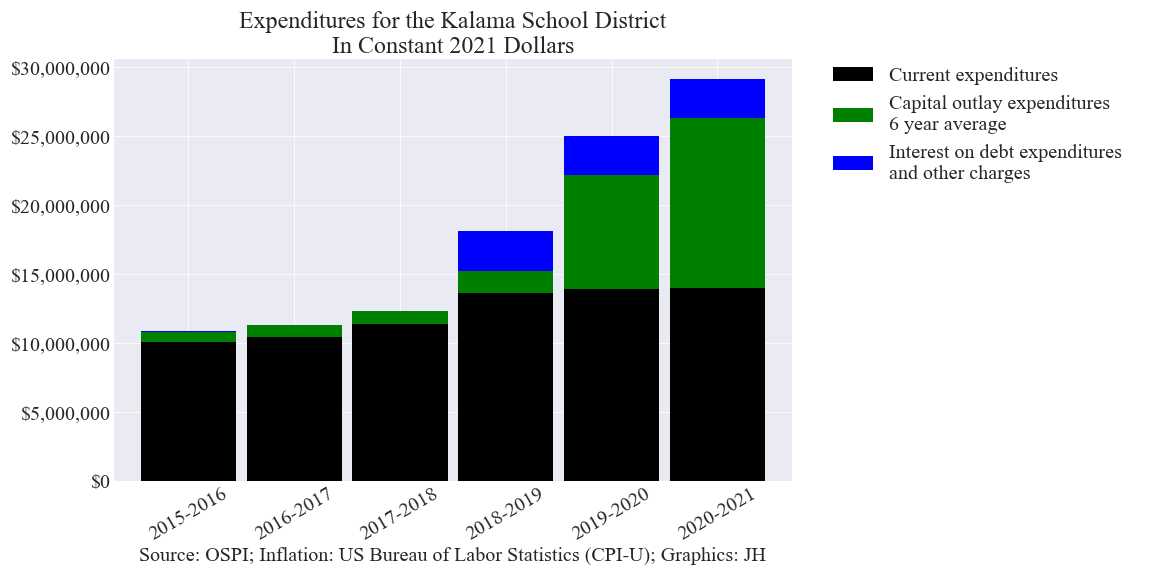 Expenditures for the Kalama School District
In Constant 2021 Dollars
$30,000,000
$25,000,000
$20,000,000
$15,000,000
$10,000,000
$5,000,000
$0
2015-2016
2016-2017
2017-2018
2018-2019
2019-2020
2020-2021
Source: OSPI; Inflation: US Bureau of Labor Statistics (CPI-U); Graphics: JH
Current expenditures
Capital outlay expenditures
6 year average
Interest on debt expenditures
and other charges